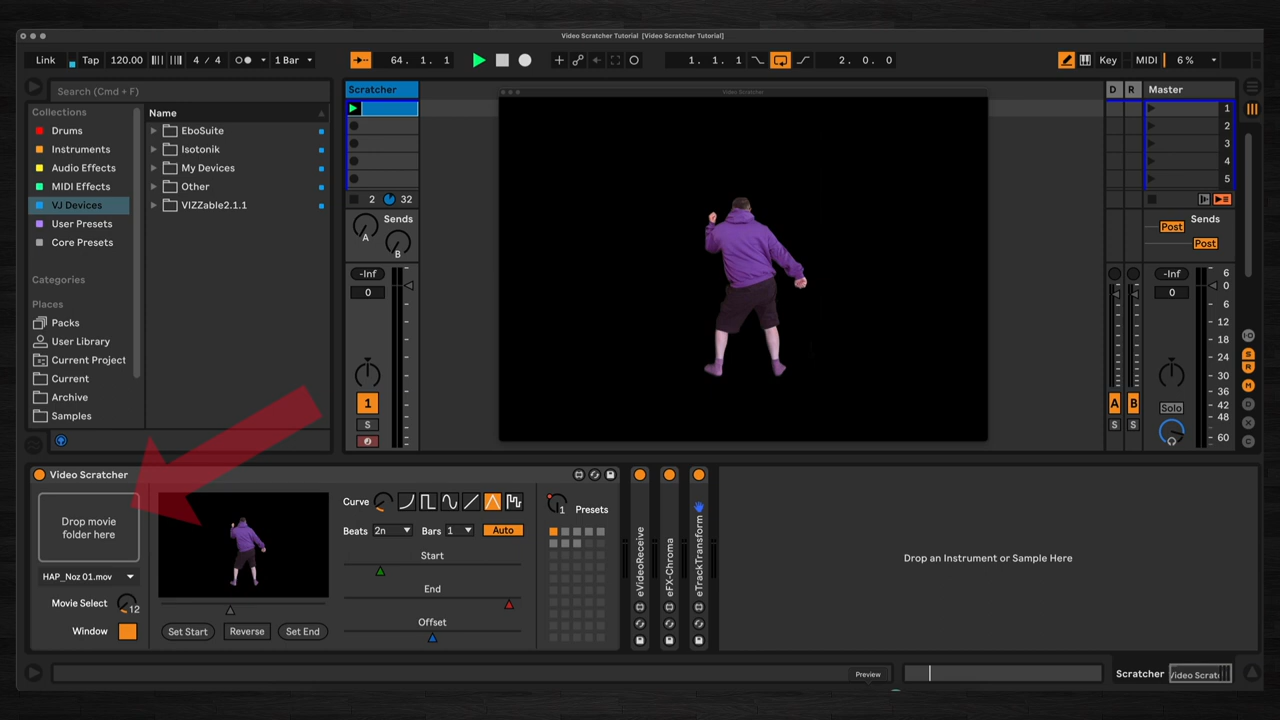 Video Scratcher Tutorial [Video Scratcher Tutorial]
Link Tap 120.00 4 / 4 1 Bar 64. 1. 1 1. 1. 1 2. 0. 0 Key MIDI 6 %
Search (Cmd + F)
Collections
Drums
Instruments
Audio Effects
MIDI Effects
VJ Devices
User Presets
Core Presets
Categories
Places
Packs
User Library
Current Project
Current
Archive
Samples
Name
EboSuite
Isotonik
My Devices
Other
VIZZable2.1.1
Scratcher
2 32
Sends
A
B
-Inf
0
1
S
Video Scratcher
D R Master
1
2
3
4
5
Sends
Post
Post
-Inf
0
6
0
6
12
18
24
30
36
42
48
60
A B
S S
Solo
S
R
M
D
X
C
Video Scratcher
Drop movie
folder here
HAP_Noz 01.mov
Movie Select 12
Window
Set Start Reverse Set End
Curve
Beats 2n Bars 1 Auto
Start
End
Offset
1 Presets
eVideoReceive
eFX-Chroma
eTrackTransform
Drop an Instrument or Sample Here
Preview
Scratcher